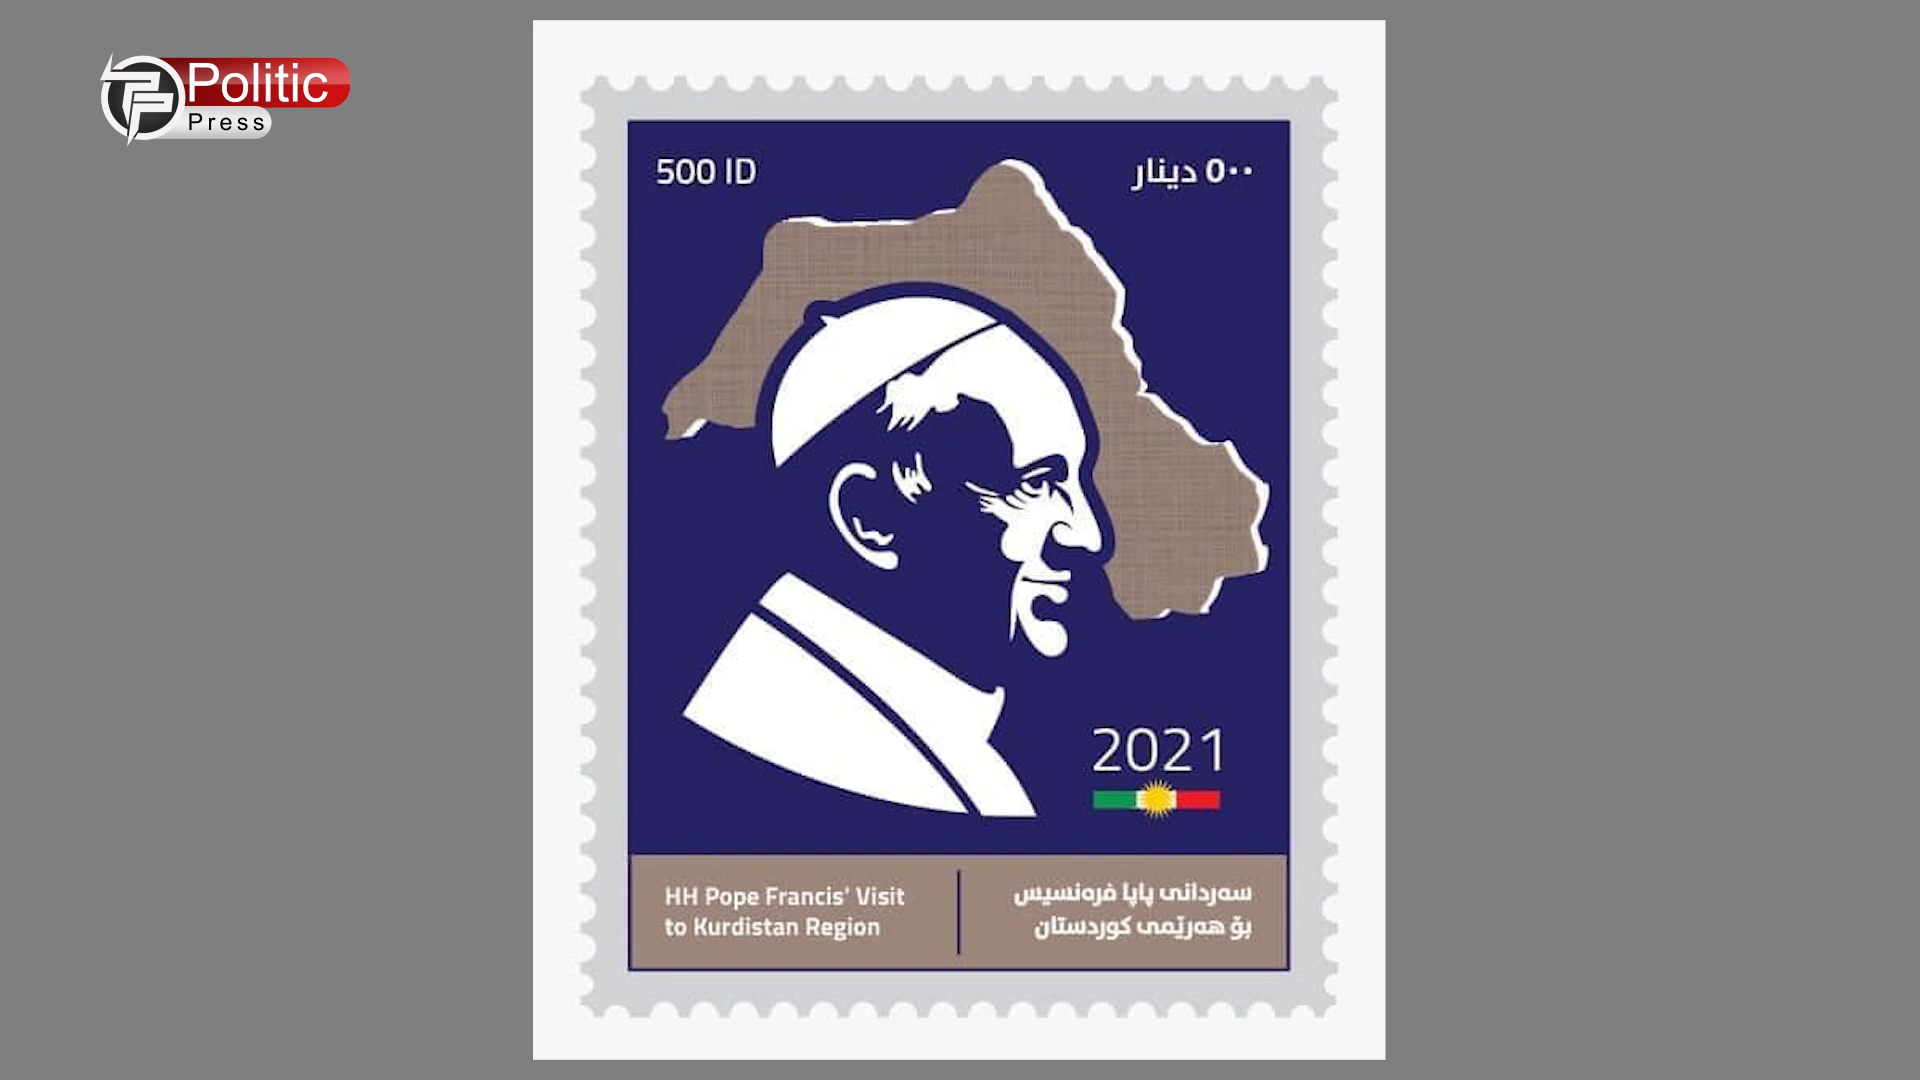 Politic
Press
500 ID
٥٠٠ دینار
2021
HH Pope Francis' Visit
to Kurdistan Region
سەردانی پاپا فرەنسیس
بۆ هەرێمی کوردستان